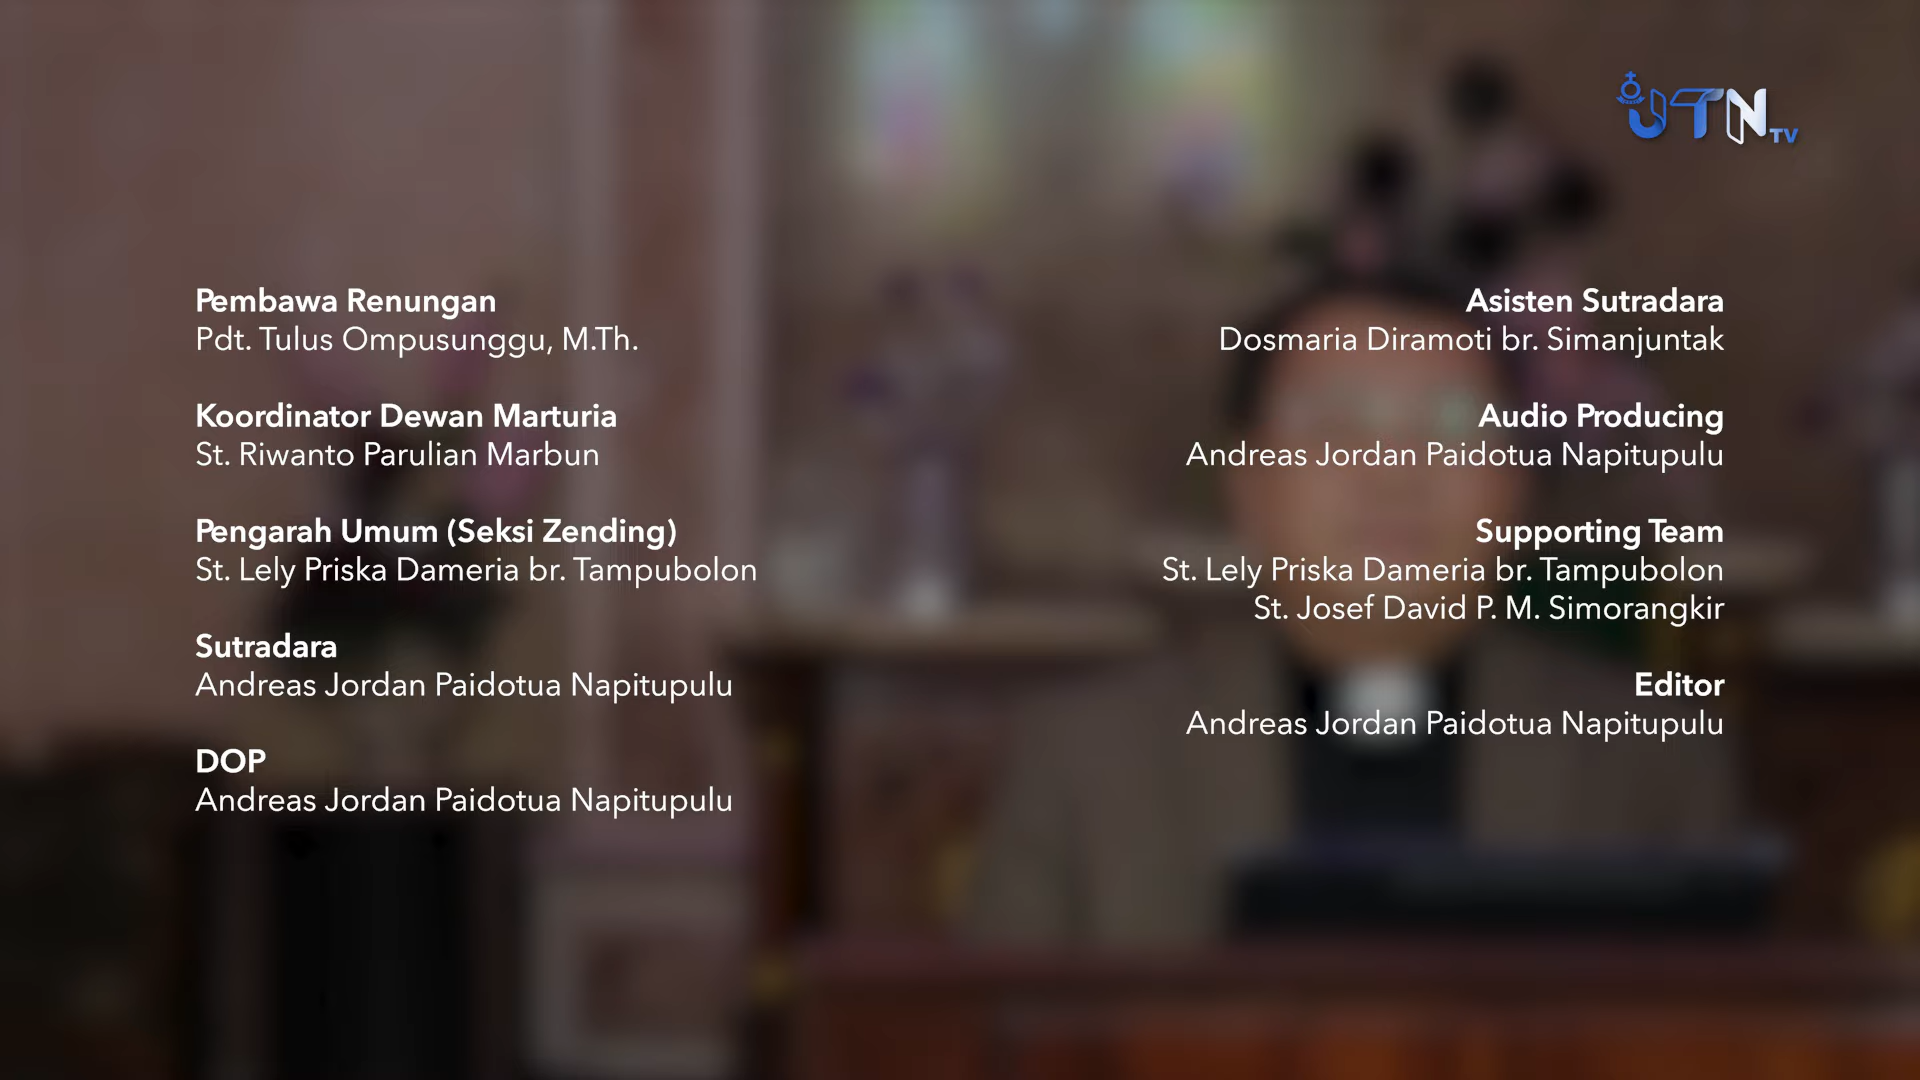 UTN TV
Pembawa Renungan
Pdt. Tulus Ompusunggu, M.Th.
Koordinator Dewan Marturia
St. Riwanto Parulian Marbun
Pengarah Umum (Seksi Zending)
St. Lely Priska Dameria br. Tampubolon
Sutradara
Andreas Jordan Paidotua Napitupulu
DOP
Andreas Jordan Paidotua Napitupulu
Asisten Sutradara
Dosmaria Diramoti br. Simanjuntak
Audio Producing
Andreas Jordan Paidotua Napitupulu
Supporting Team
St. Lely Priska Dameria br. Tampubolon
St. Josef David P. M. Simorangkir
Editor
Andreas Jordan Paidotua Napitupulu